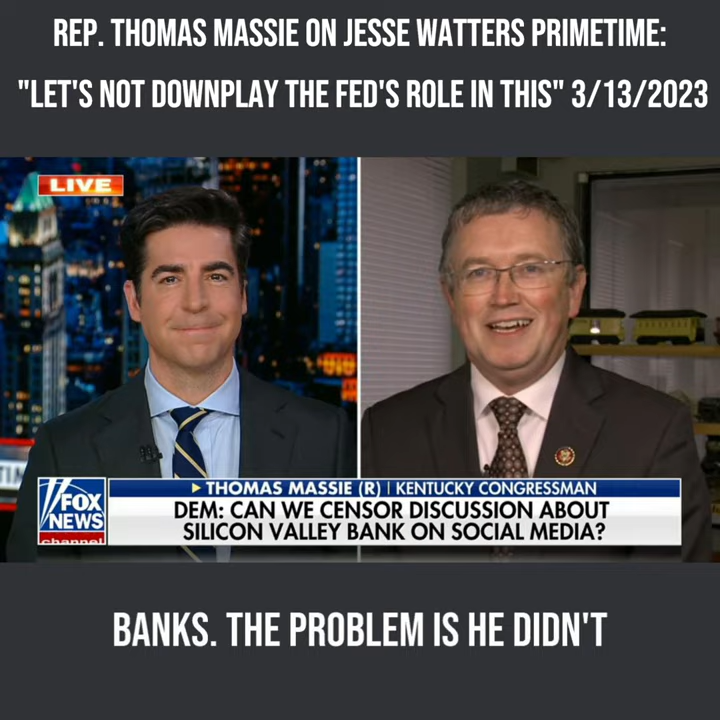 REP. THOMAS MASSIE ON JESSE WATTERS PRIMETIME:
"LET'S NOT DOWNPLAY THE FED'S ROLE IN THIS" 3/13/2023
LIVE
THOMAS MASSIE (R) | KENTUCKY CONGRESSMAN
FOX
NEWS
channel
DEM: CAN WE CENSOR DISCUSSION ABOUT
SILICON VALLEY BANK ON SOCIAL MEDIA?
BANKS. THE PROBLEM IS HE DIDN'T